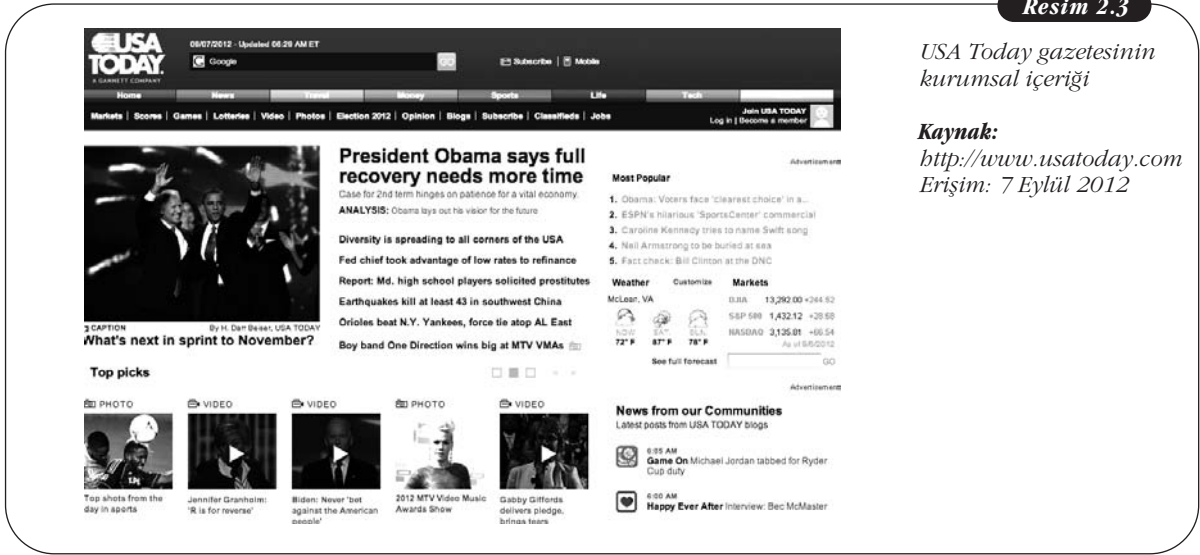 Resim 2.3
USA
TODAY.
A GANNETT COMPANY
09/07/2012 - Updated 06:29 AM ET
Google
GO
Subscribe | Mobile
Home News Travel Money Sports Life Tech
Markets | Scores | Games | Lotteries | Video | Photos | Election 2012 | Opinion | Blogs | Subscribe | Classifieds | Jobs
Join USA TODAY
Log in | Become a member
President Obama says full
recovery needs more time
Case for 2nd term hinges on patience for a vital economy.
ANALYSIS: Obama lays out his vision for the future
Diversity is spreading to all corners of the USA
Fed chief took advantage of low rates to refinance
Report: Md. high school players solicited prostitutes
Earthquakes kill at least 43 in southwest China
Orioles beat N.Y. Yankees, force tie atop AL East
Boy band One Direction wins big at MTV VMAs
CAPTION
By H. Darr Beiser, USA TODAY
What's next in sprint to November?
Advertisement
Most Popular
1. Obama: Voters face 'clearest choice' in a...
2. ESPN's hilarious 'SportsCenter' commercial
3. Caroline Kennedy tries to name Swift song
4. Neil Armstrong to be buried at sea
5. Fact check: Bill Clinton at the DNC
Weather Customize Markets
McLean, VA
NOW SAT. SUN.
72° F 87° F 78° F
DJIA 13,292.00 +244.52
S&P 500 1,432.12 +28.68
NASDAQ 3,135.81 +66.54
As of 9/6/2012
See full forecast
GO
Advertisement
Top picks
PHOTO
Top shots from the
day in sports
VIDEO
Jennifer Granholm:
'R is for reverse'
VIDEO
Biden: Never 'bet
against the American
people'
PHOTO
2012 MTV Video Music
Awards Show
VIDEO
Gabby Giffords
delivers pledge,
brings tears
News from our Communities
Latest posts from USA TODAY blogs
6:05 AM
Game On Michael Jordan tabbed for Ryder
Cup duty
6:00 AM
Happy Ever After Interview: Bec McMaster
USA Today gazetesinin
kurumsal içeriği
Kaynak:
http://www.usatoday.com
Erişim: 7 Eylül 2012